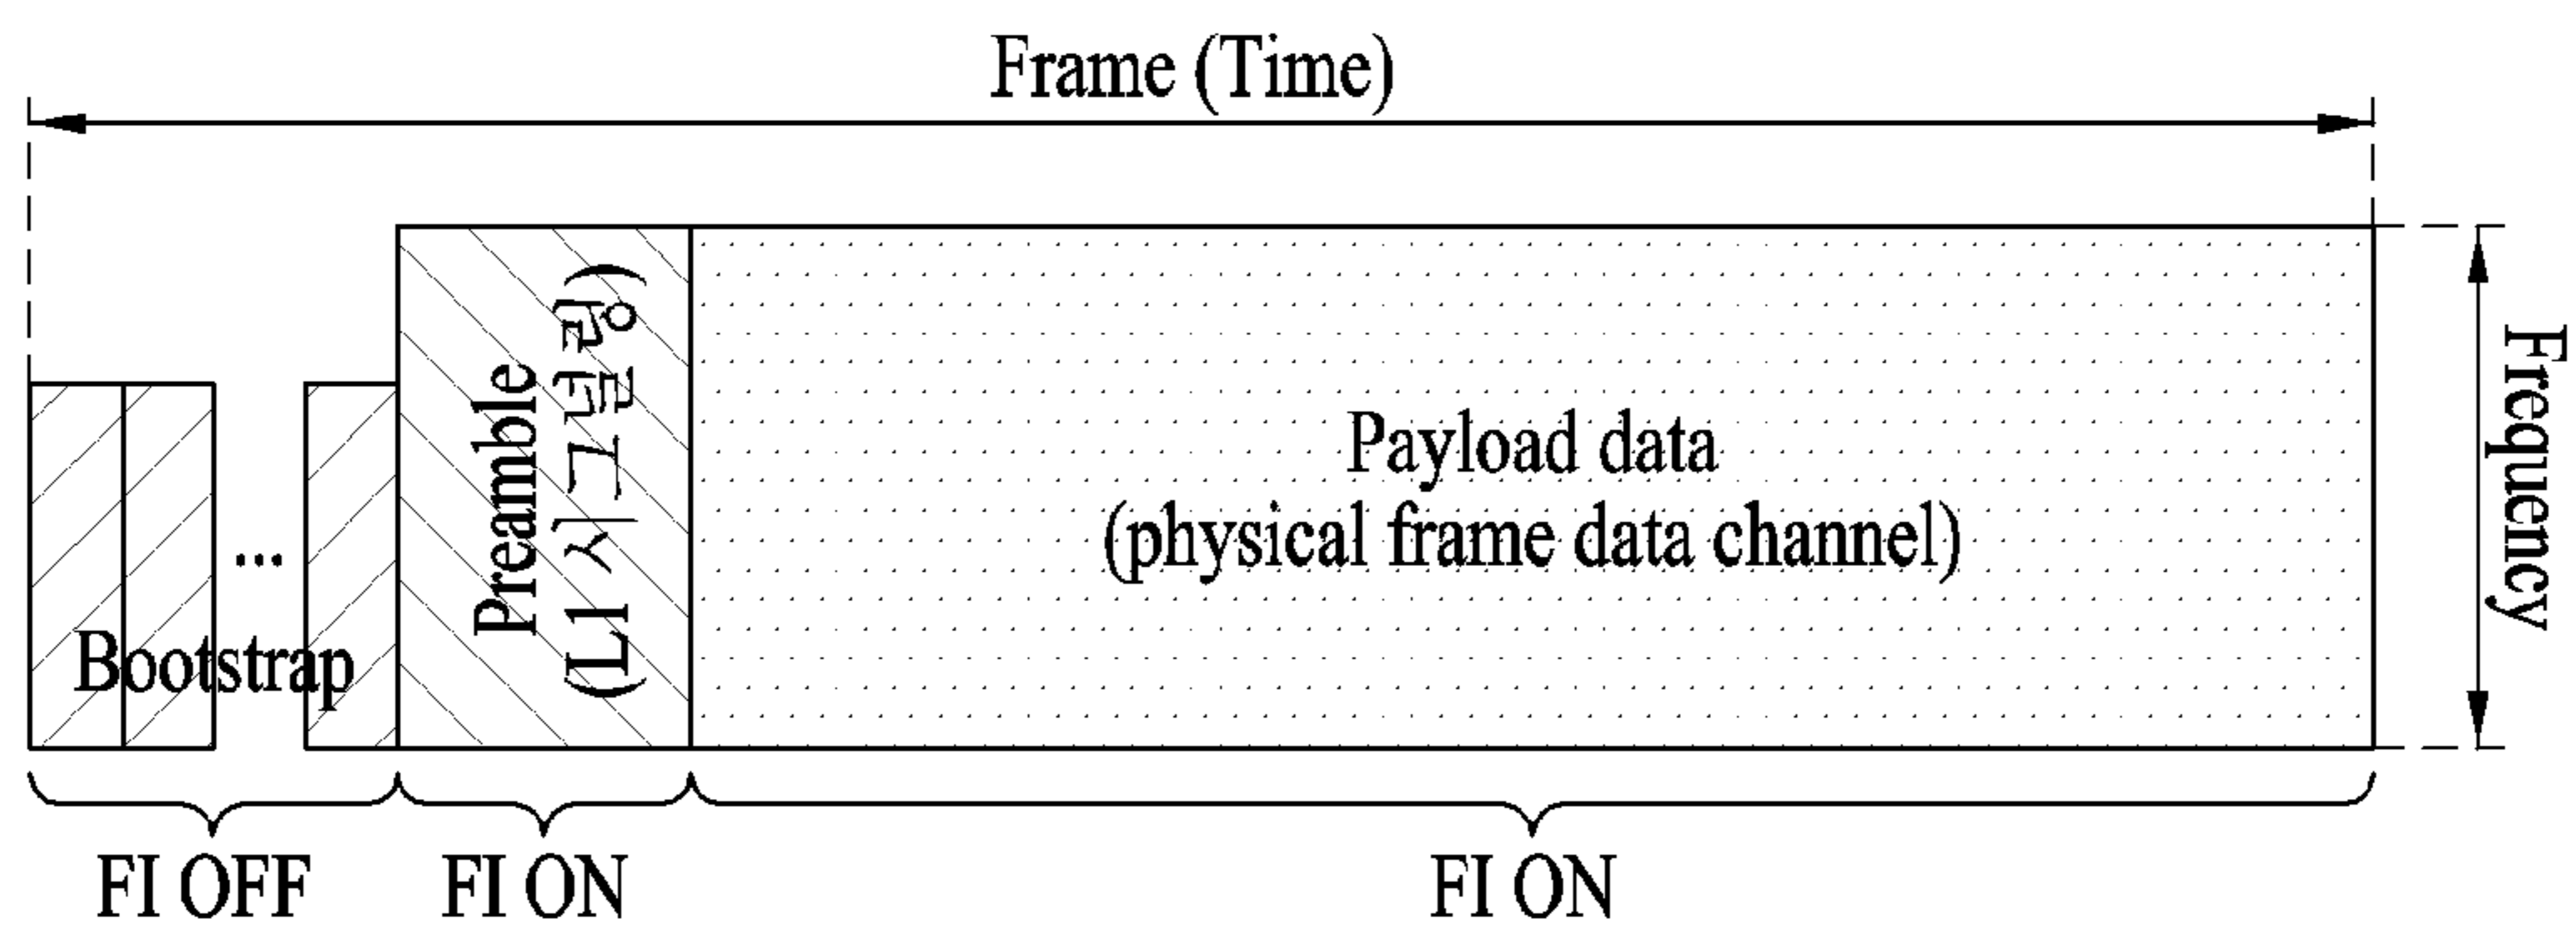 Frame (Time)
Bootstrap
...
Preamble
(L1 시그널링)
Payload data
(physical frame data channel)
Frequency
FI OFF
FI ON
FI ON